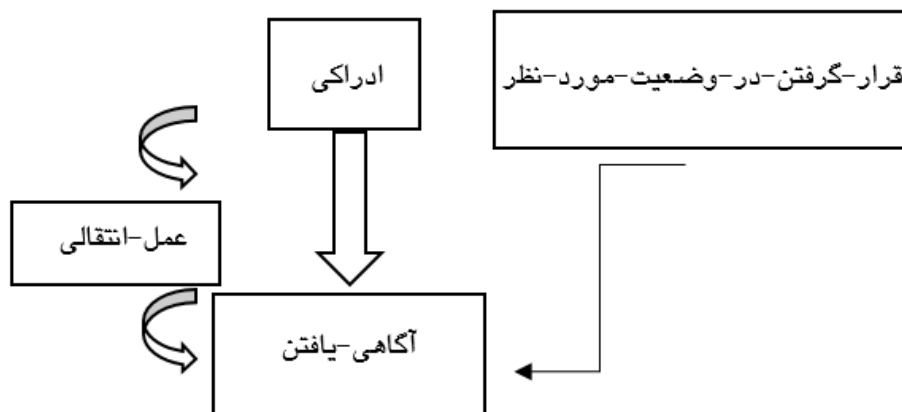 ادراکی
قرار-گرفتن-در-وضعیت-مورد-نظر
عمل-انتقالی
آگاهی-یافتن